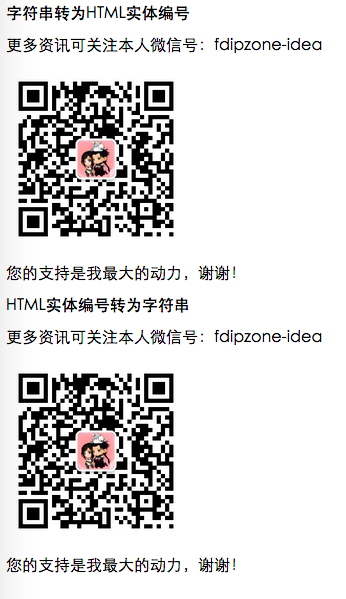 字符串转为HTML实体编号
更多资讯可关注本人微信号：fdipzone-idea
您的支持是我最大的动力，谢谢！
HTML实体编号转为字符串
更多资讯可关注本人微信号：fdipzone-idea
您的支持是我最大的动力，谢谢！